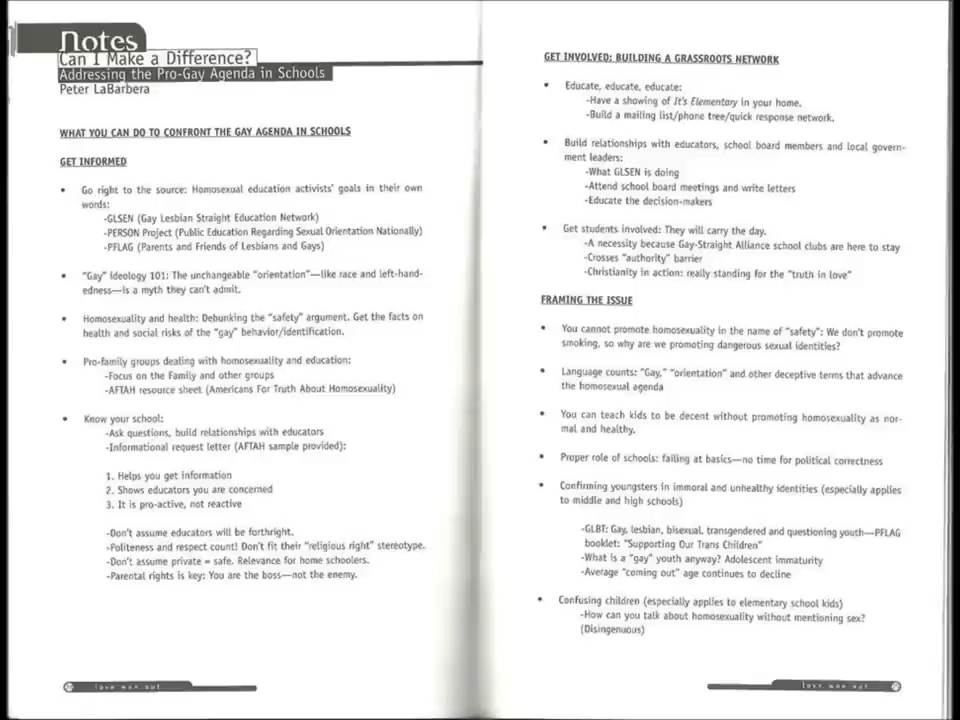 Notes
Can I Make a Difference?
Addressing the Pro-Gay Agenda in Schools
Peter LaBarbera
WHAT YOU CAN DO TO CONFRONT THE GAY AGENDA IN SCHOOLS
GET INFORMED
• Go right to the source: Homosexual education activists' goals in their own
words:
-GLSEN (Gay Lesbian Straight Education Network)
-PERSON Project (Public Education Regarding Sexual Orientation Nationally)
-PFLAG (Parents and Friends of Lesbians and Gays)
• "Gay" ideology 101: The unchangeable "orientation"—like race and left-hand-
edness—is a myth they can't admit.
• Homosexuality and health: Debunking the "safety" argument. Get the facts on
health and social risks of the "gay" behavior/identification.
• Pro-family groups dealing with homosexuality and education:
-Focus on the Family and other groups
-AFTAH resource sheet (Americans For Truth About Homosexuality)
• Know your school:
-Ask questions, build relationships with educators
-Informational request letter (AFTAH sample provided):
1. Helps you get information
2. Shows educators you are concerned
3. It is pro-active, not reactive
-Don't assume educators will be forthright.
-Politeness and respect count! Don't fit their "religious right" stereotype.
-Don't assume private = safe. Relevance for home schoolers.
-Parental rights is key: You are the boss—not the enemy.
love won out
GET INVOLVED: BUILDING A GRASSROOTS NETWORK
• Educate, educate, educate:
-Have a showing of It's Elementary in your home.
-Build a mailing list/phone tree/quick response network.
• Build relationships with educators, school board members and local govern-
ment leaders:
-What GLSEN is doing
-Attend school board meetings and write letters
-Educate the decision-makers
• Get students involved: They will carry the day.
-A necessity because Gay-Straight Alliance school clubs are here to stay
-Crosses "authority" barrier
-Christianity in action: really standing for the "truth in love"
FRAMING THE ISSUE
• You cannot promote homosexuality in the name of "safety": We don't promote
smoking, so why are we promoting dangerous sexual identities?
• Language counts: "Gay," "orientation" and other deceptive terms that advance
the homosexual agenda
• You can teach kids to be decent without promoting homosexuality as nor-
mal and healthy.
• Proper role of schools: failing at basics—no time for political correctness
• Confirming youngsters in immoral and unhealthy identities (especially applies
to middle and high schools)
-GLBT: Gay, lesbian, bisexual, transgendered and questioning youth—PFLAG
booklet: "Supporting Our Trans Children"
-What is a "gay" youth anyway? Adolescent immaturity
-Average "coming out" age continues to decline
• Confusing children (especially applies to elementary school kids)
-How can you talk about homosexuality without mentioning sex?
(Disingenuous)
love won out